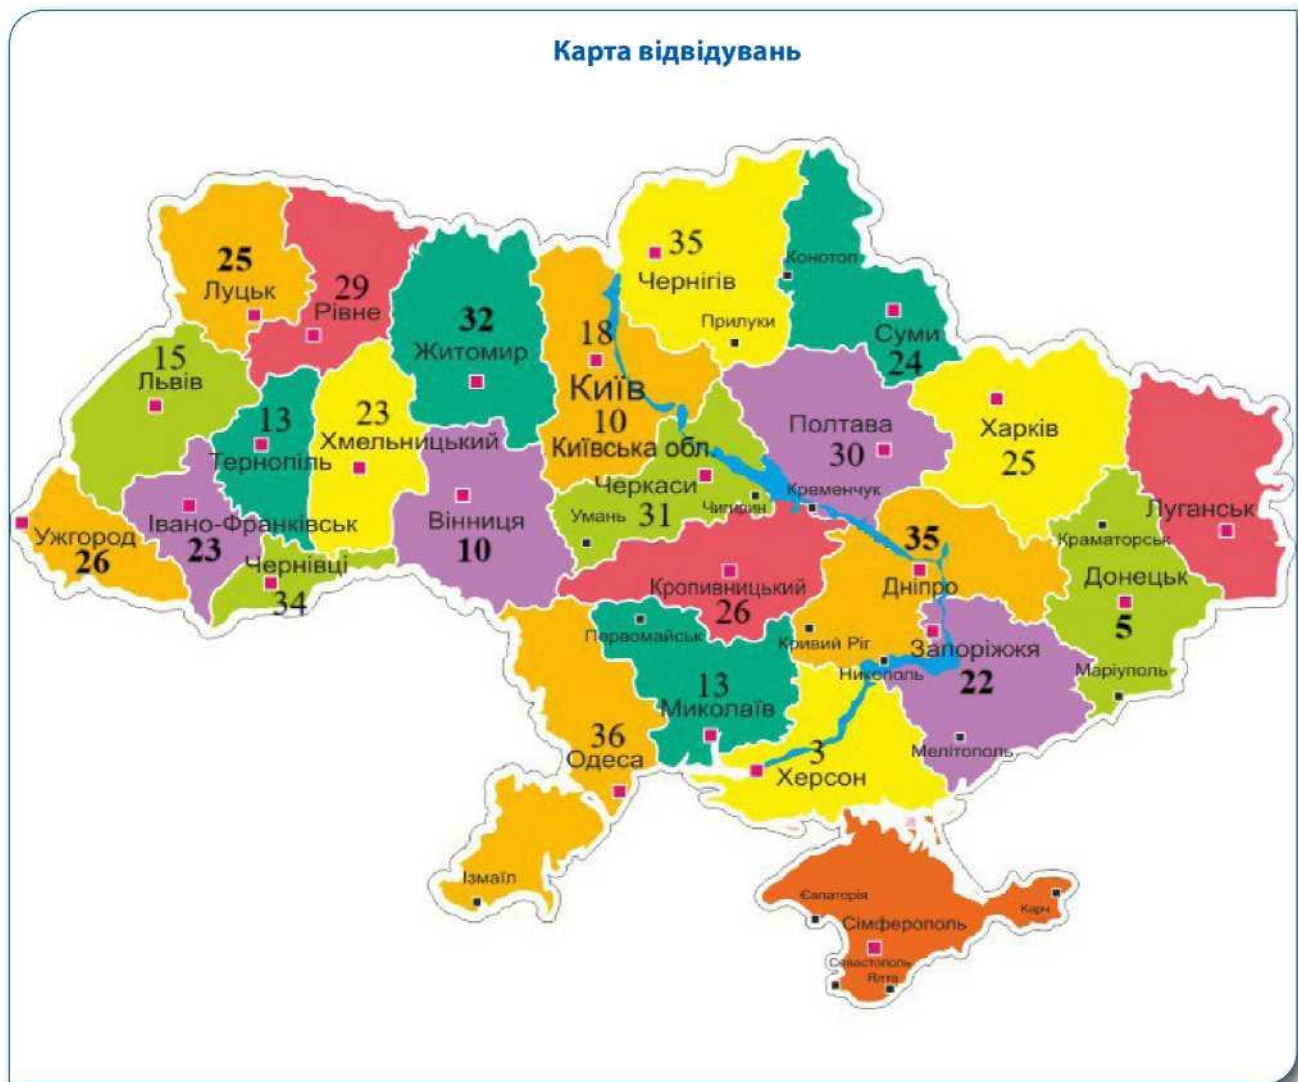 Карта відвідувань
35
Чернігів
Прилуки
Конотоп
Суми
24
25
Луцьк
29
Рівне
32
Житомир
18
Київ
10
Київська обл.
15
Львів
13
Тернопіль
23
Хмельницький
Полтава
30
Кременчук
Харків
25
Луганськ
Черкаси
31
Умань
Чигирин
Ужгород
26
Івано-Франківськ
23
Чернівці
34
Вінниця
10
Кропивницький
26
35
Дніпро
Кривий Ріг
Никополь
Краматорськ
Донецьк
5
Маріуполь
Первомайськ
13
Миколаїв
Запоріжжя
22
Мелітополь
36
Одеса
Ізмаїл
3
Херсон
Євпаторія
Сімферополь
Керч
Севастополь
Ялта